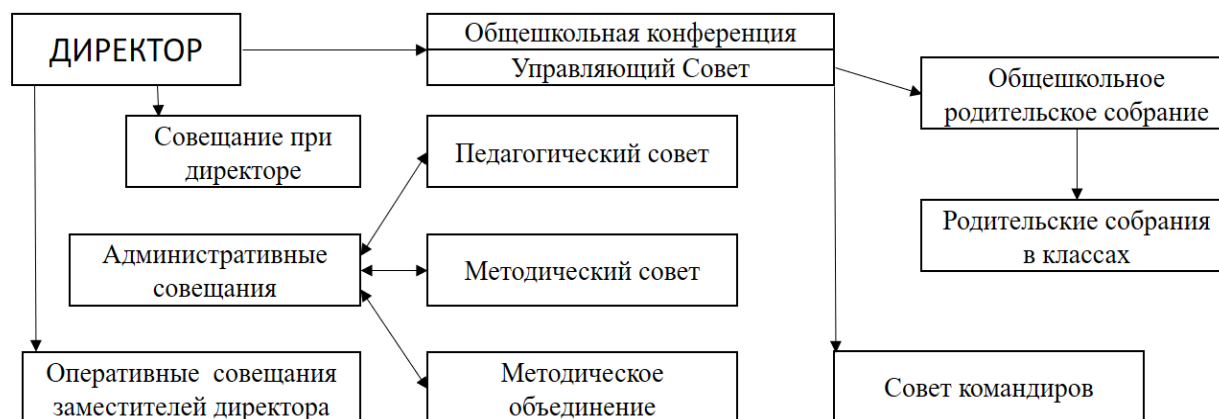 ДИРЕКТОР
Общешкольная конференция
Управляющий Совет
Общешкольное
родительское собрание
Совещание при
директоре
Педагогический совет
Родительские собрания
в классах
Административные
совещания
Методический совет
Оперативные совещания
заместителей директора
Методическое
объединение
Совет командиров